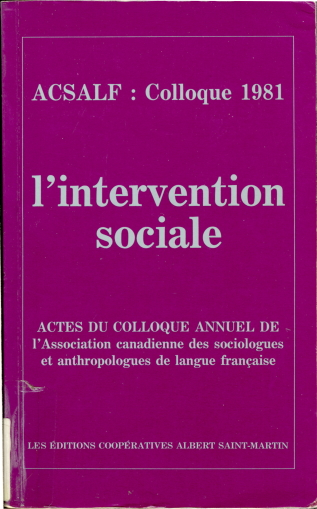 ACSALF : Colloque 1981
l'intervention
sociale
ACTES DU COLLOQUE ANNUEL DE
l'Association canadienne des sociologues
et anthropologues de langue française
LES ÉDITIONS COOPÉRATIVES ALBERT SAINT-MARTIN